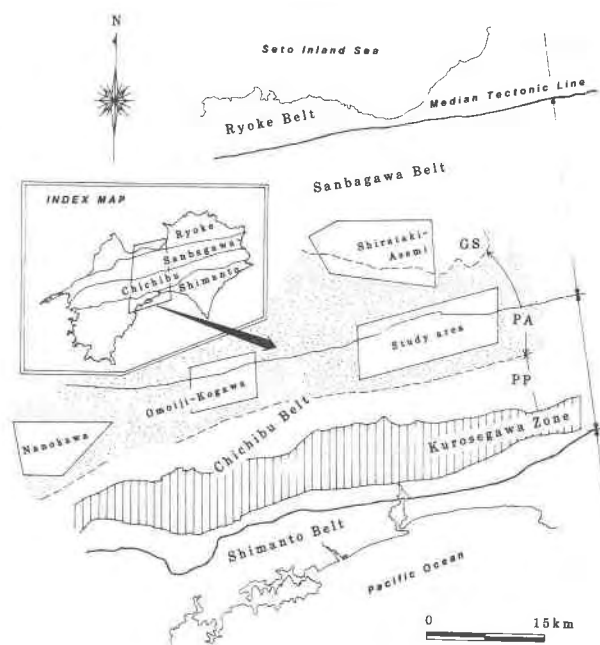 N
Seto Inland Sea
Median Tectonic Line
Ryoke Belt
Sanbagawa Belt
INDEX MAP
Ryoke
Sanbagawa
Chichibu
Shimanto
Shirataki-
Asami
GS
PA
Study area
PP
Omoiji-Kogawa
Nanokawa
Chichibu Belt
Kurosegawa Zone
Shimanto Belt
Pacific Ocean
0 15km